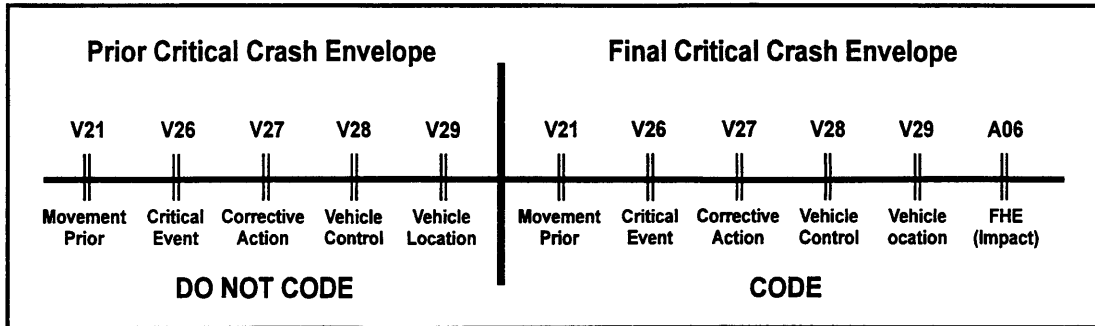 Prior Critical Crash Envelope Final Critical Crash Envelope
V21 V26 V27 V28 V29 V21 V26 V27 V28 V29 A06
Movement Critical Corrective Vehicle Vehicle Movement Critical Corrective Vehicle Vehicle FHE
Prior Event Action Control Location Prior Event Action Control ocation (Impact)
DO NOT CODE CODE